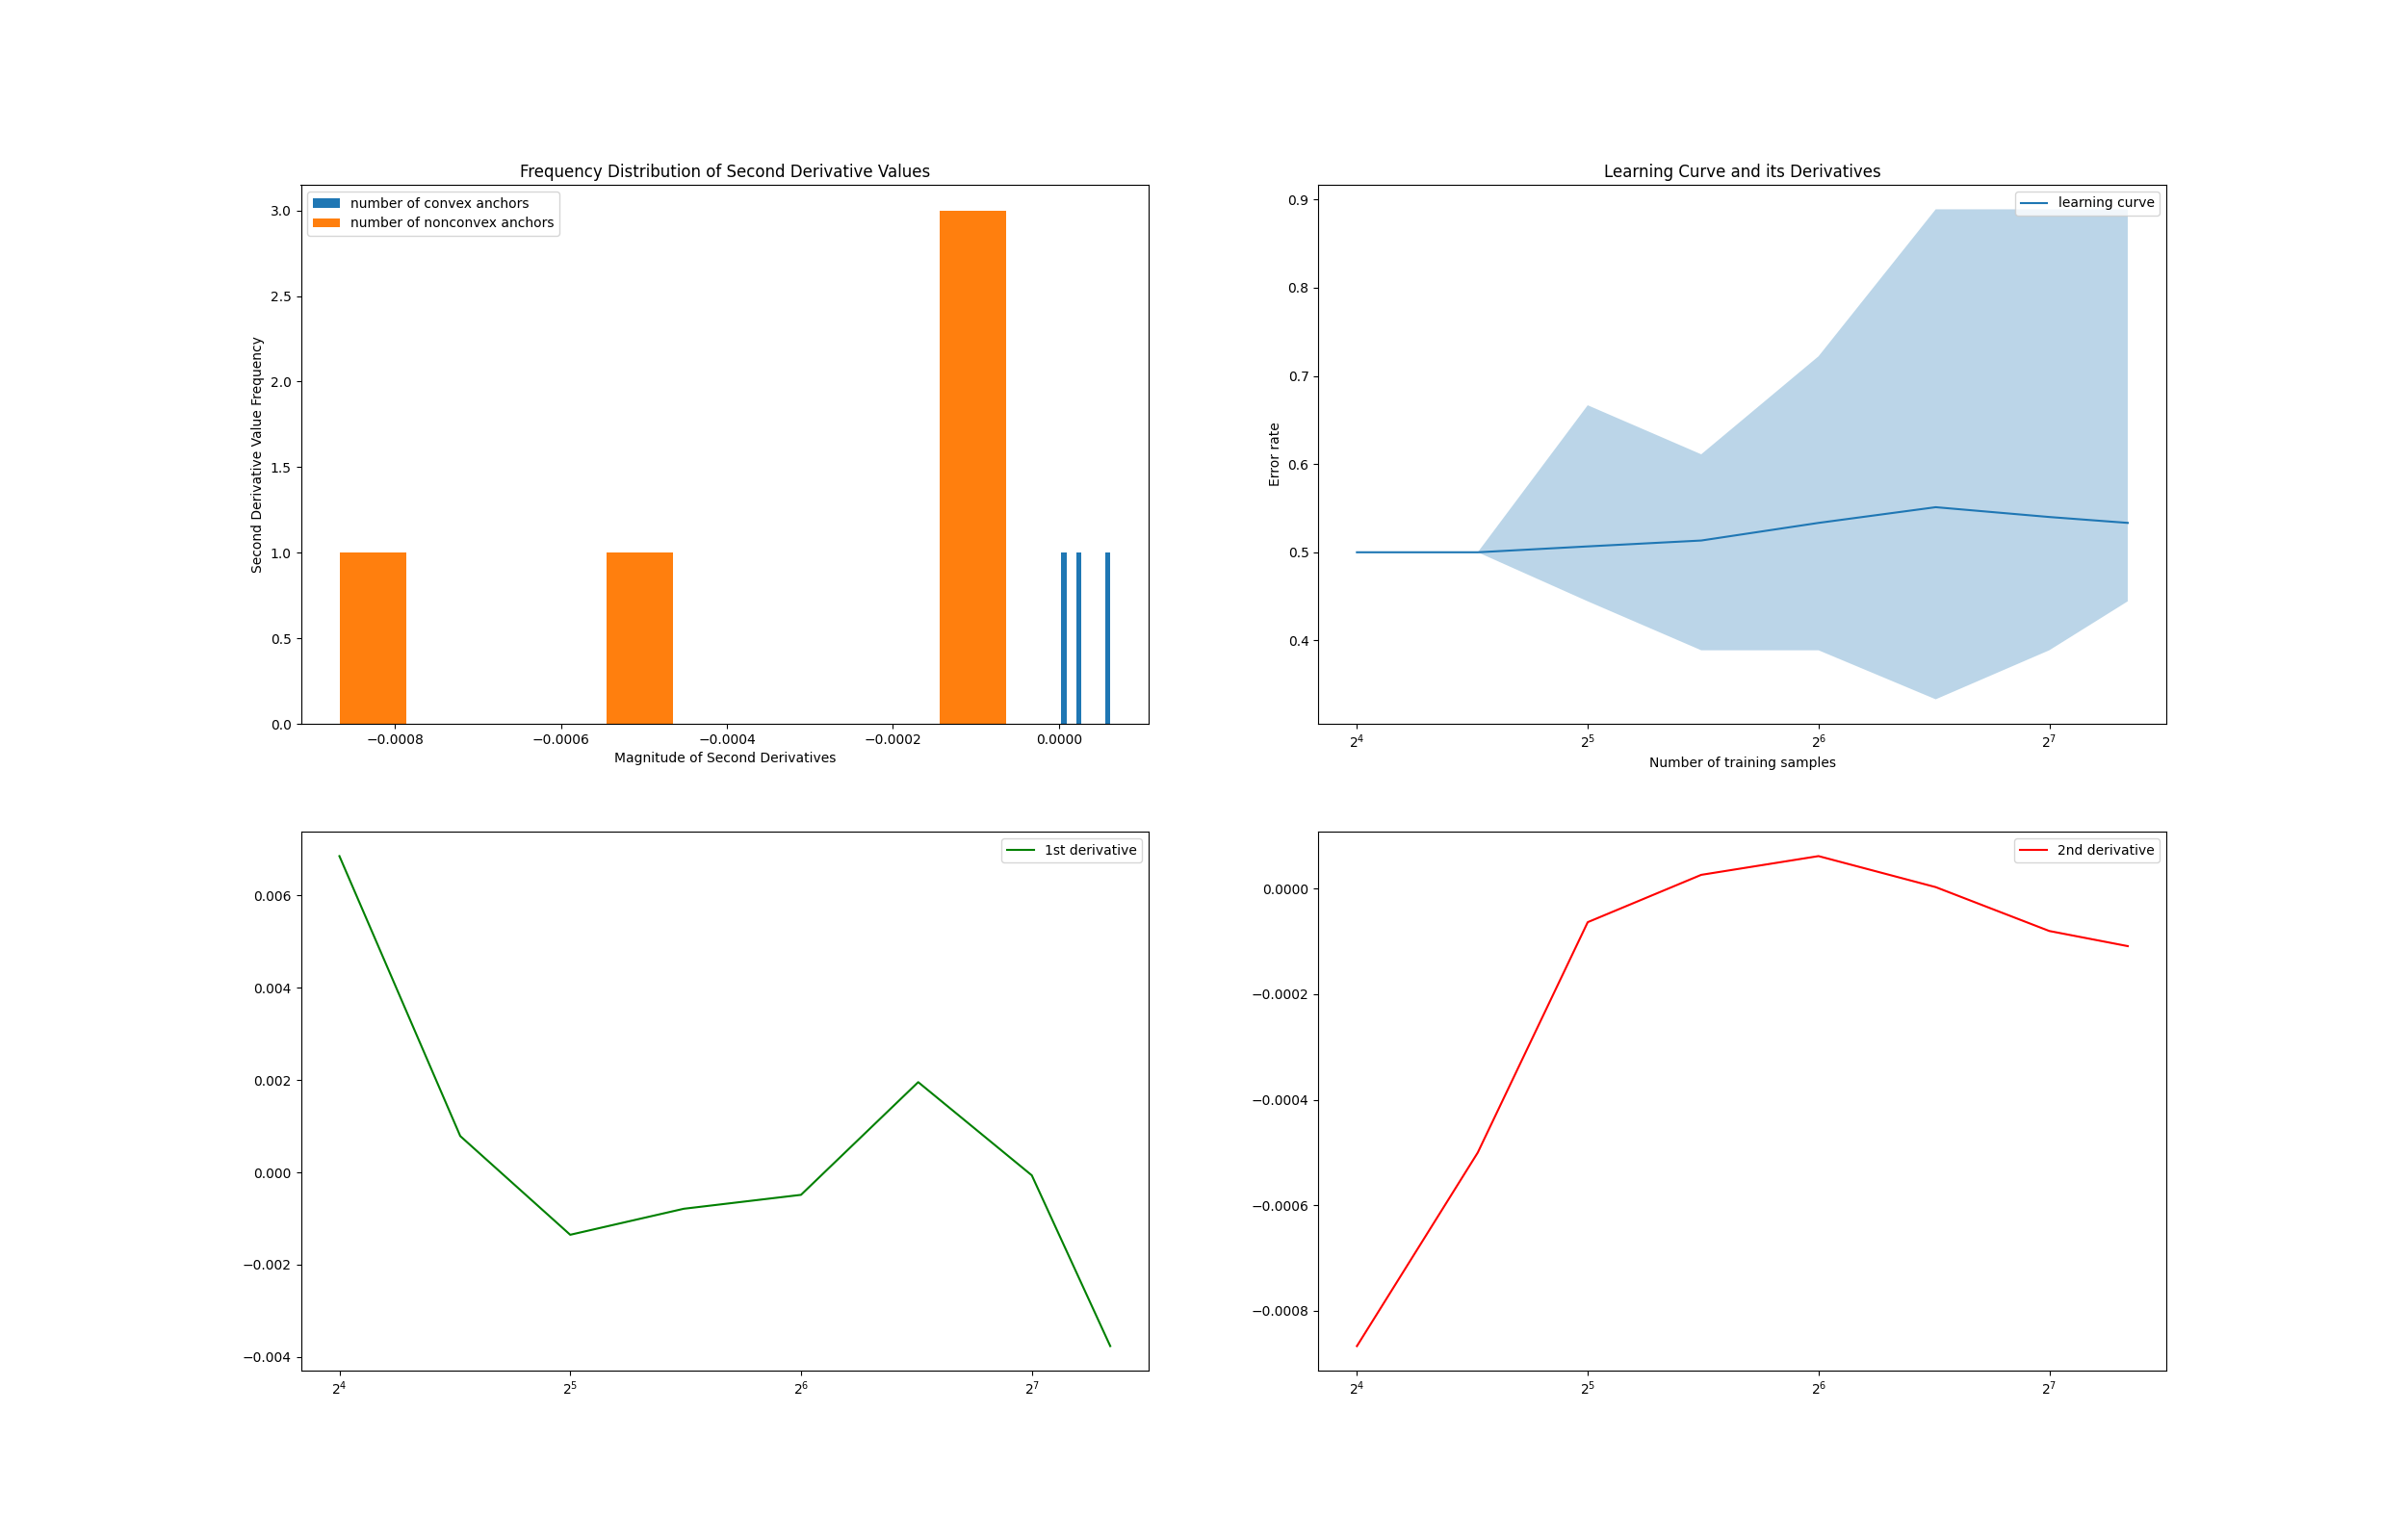 Frequency Distribution of Second Derivative Values
number of convex anchors
number of nonconvex anchors
Second Derivative Value Frequency
3.0
2.5
2.0
1.5
1.0
0.5
0.0
−0.0008 −0.0006 −0.0004 −0.0002 0.0000
Magnitude of Second Derivatives
Learning Curve and its Derivatives
learning curve
Error rate
0.9
0.8
0.7
0.6
0.5
0.4
2⁴ 2⁵ 2⁶ 2⁷
Number of training samples
1st derivative
0.006
0.004
0.002
0.000
−0.002
−0.004
2⁴ 2⁵ 2⁶ 2⁷
2nd derivative
0.0000
−0.0002
−0.0004
−0.0006
−0.0008
2⁴ 2⁵ 2⁶ 2⁷